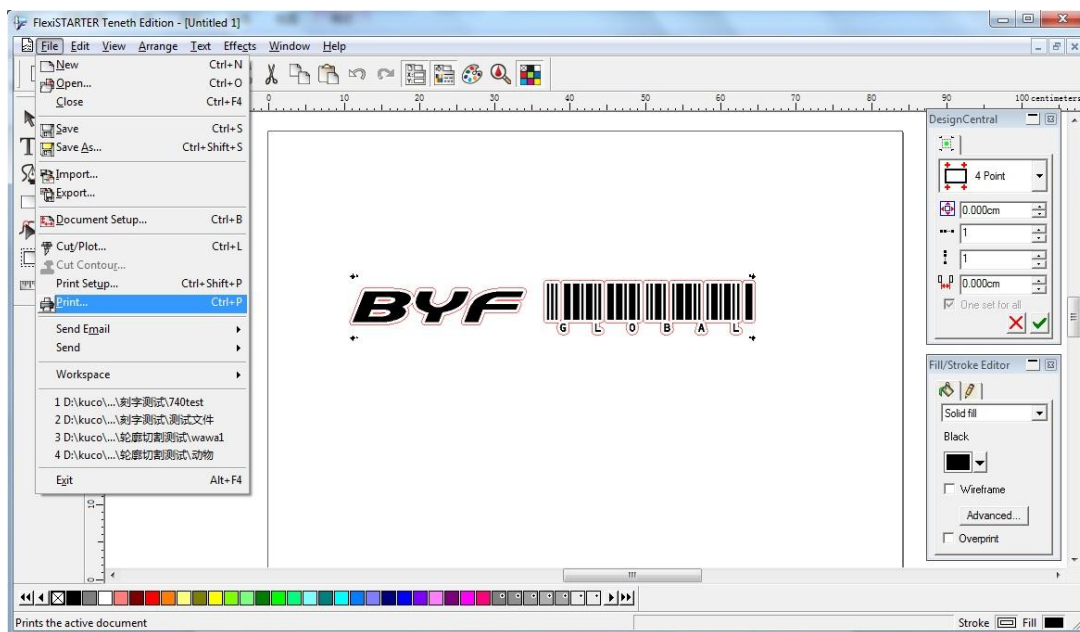 FlexiSTARTER Teneth Edition - [Untitled 1]
File Edit View Arrange Text Effects Window Help
New Ctrl+N
Open... Ctrl+O
Close Ctrl+F4
Save Ctrl+S
Save As... Ctrl+Shift+S
Import...
Export...
Document Setup... Ctrl+B
Cut/Plot... Ctrl+L
Cut Contour...
Print Setup... Ctrl+Shift+P
Print... Ctrl+P
Send Email
Send
Workspace
1 D:\kuco\...\刻字测试\740test
2 D:\kuco\...\刻字测试\测试文件
3 D:\kuco\...\轮廓切割测试\wawa1
4 D:\kuco\...\轮廓切割测试\动物
Exit Alt+F4
0 10 20 30 40 50 60 70 80 90 100 centimeters
BYF
GLOBAL
DesignCentral
4 Point
0.000cm
1
1
0.000cm
One set for all
Fill/Stroke Editor
Solid fill
Black
Wireframe
Advanced...
Overprint
10
0
Prints the active document
Stroke Fill